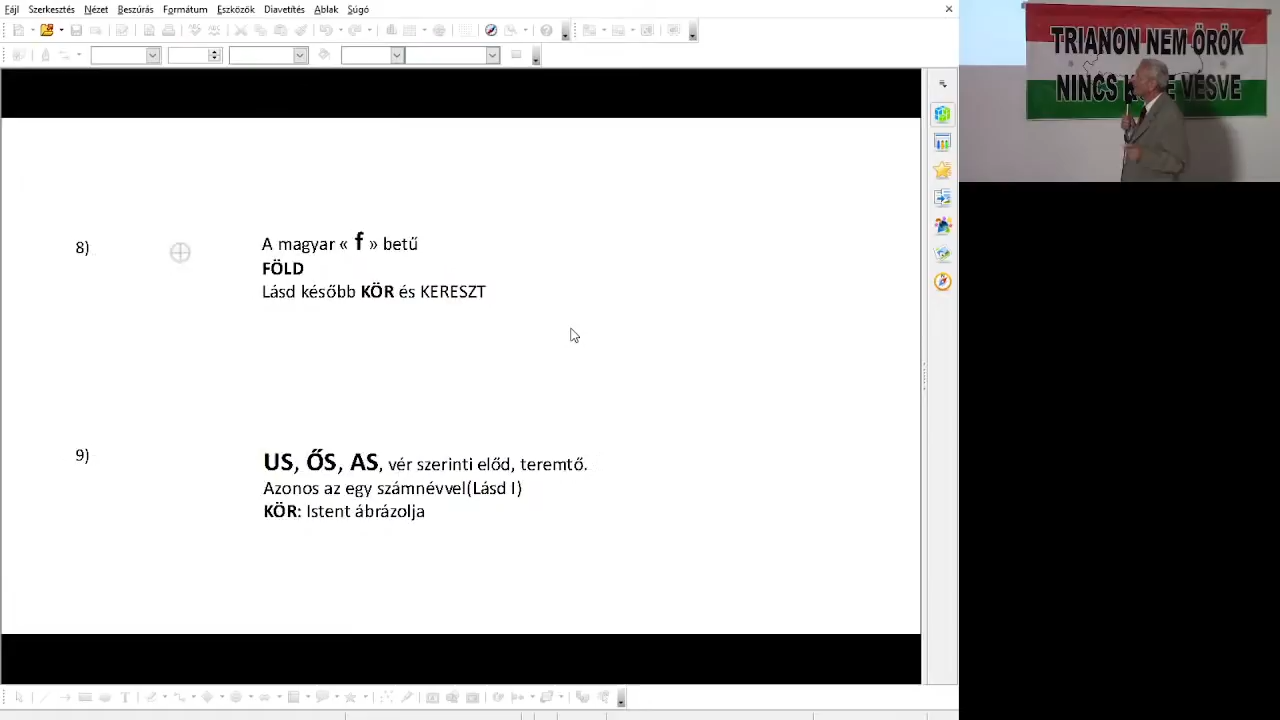 Fájl Szerkesztés Nézet Beszúrás Formátum Eszközök Diavetítés Ablak Súgó
TRIANON NEM ÖRÖK
NINCS KŐBE VÉSVE
8)
A magyar « f » betű
FÖLD
Lásd később KÖR és KERESZT
9)
US, ŐS, AS, vér szerinti előd, teremtő.
Azonos az egy számnévvel(Lásd I)
KÖR: Istent ábrázolja